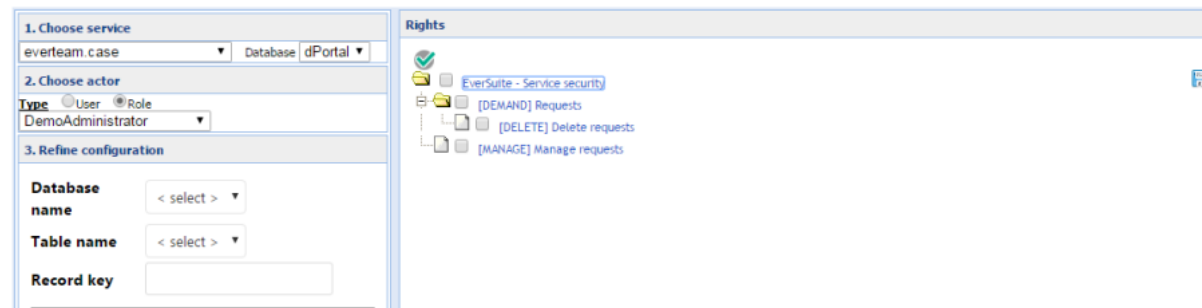 1. Choose service
everteam.case Database dPortal
2. Choose actor
Type User Role
DemoAdministrator
3. Refine configuration
Database name < select >
Table name < select >
Record key
Rights
EverSuite - Service security
[DEMAND] Requests
[DELETE] Delete requests
[MANAGE] Manage requests